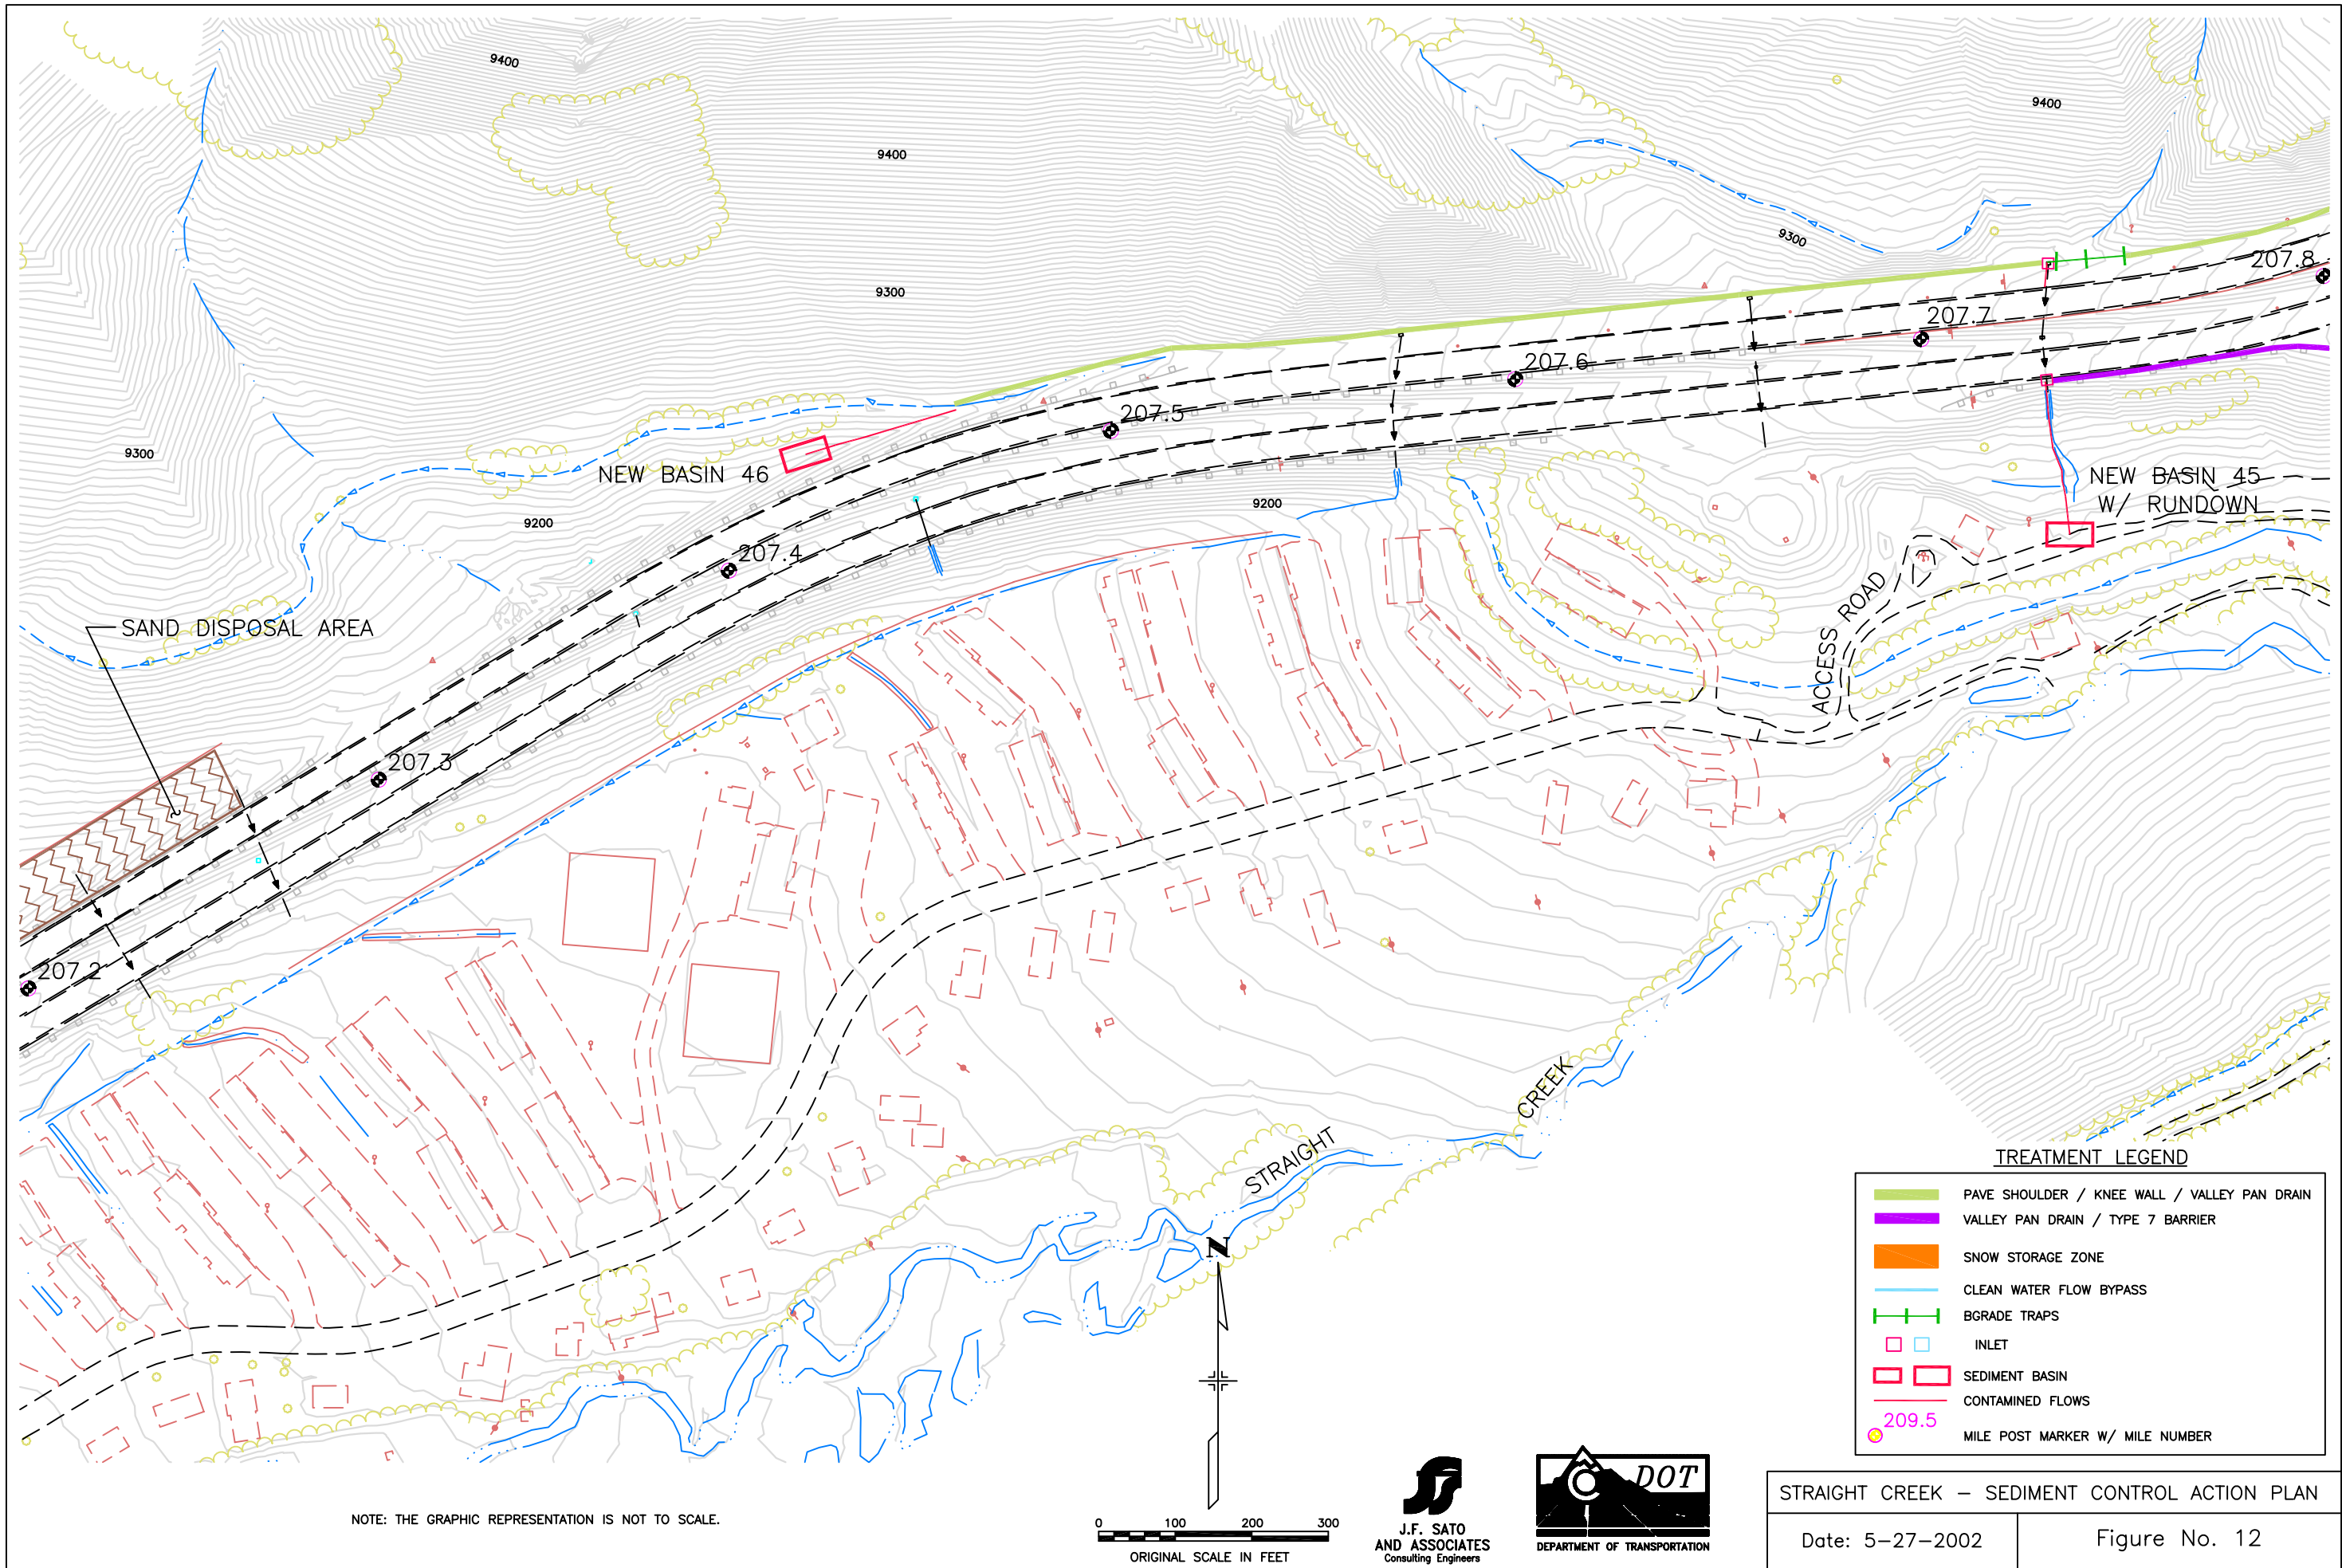 9400
9400
9400
9300
9300
207.8
207.7
207.6
207.5
9300
NEW BASIN 46
NEW BASIN 45
W/ RUNDOWN
9200
9200
207.4
SAND DISPOSAL AREA
ACCESS ROAD
207.3
207.2
STRAIGHT CREEK
N
TREATMENT LEGEND
PAVE SHOULDER / KNEE WALL / VALLEY PAN DRAIN
VALLEY PAN DRAIN / TYPE 7 BARRIER
SNOW STORAGE ZONE
CLEAN WATER FLOW BYPASS
BGRADE TRAPS
INLET
SEDIMENT BASIN
CONTAMINED FLOWS
209.5
MILE POST MARKER W/ MILE NUMBER
NOTE: THE GRAPHIC REPRESENTATION IS NOT TO SCALE.
0 100 200 300
ORIGINAL SCALE IN FEET
J.F. SATO
AND ASSOCIATES
Consulting Engineers
DOT
DEPARTMENT OF TRANSPORTATION
STRAIGHT CREEK – SEDIMENT CONTROL ACTION PLAN
Date: 5-27-2002
Figure No. 12